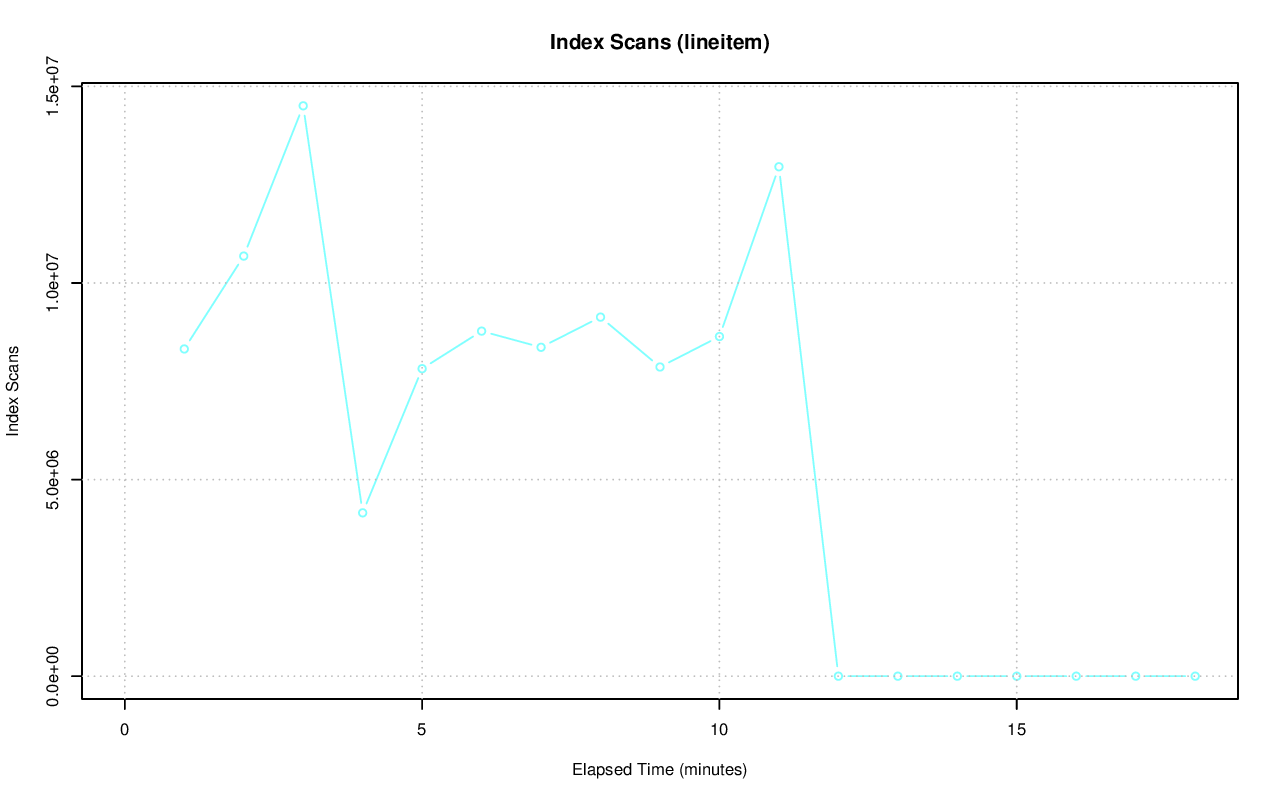 Index Scans (lineitem)
Index Scans
1.5e+07
1.0e+07
5.0e+06
0.0e+00
0 5 10 15
Elapsed Time (minutes)